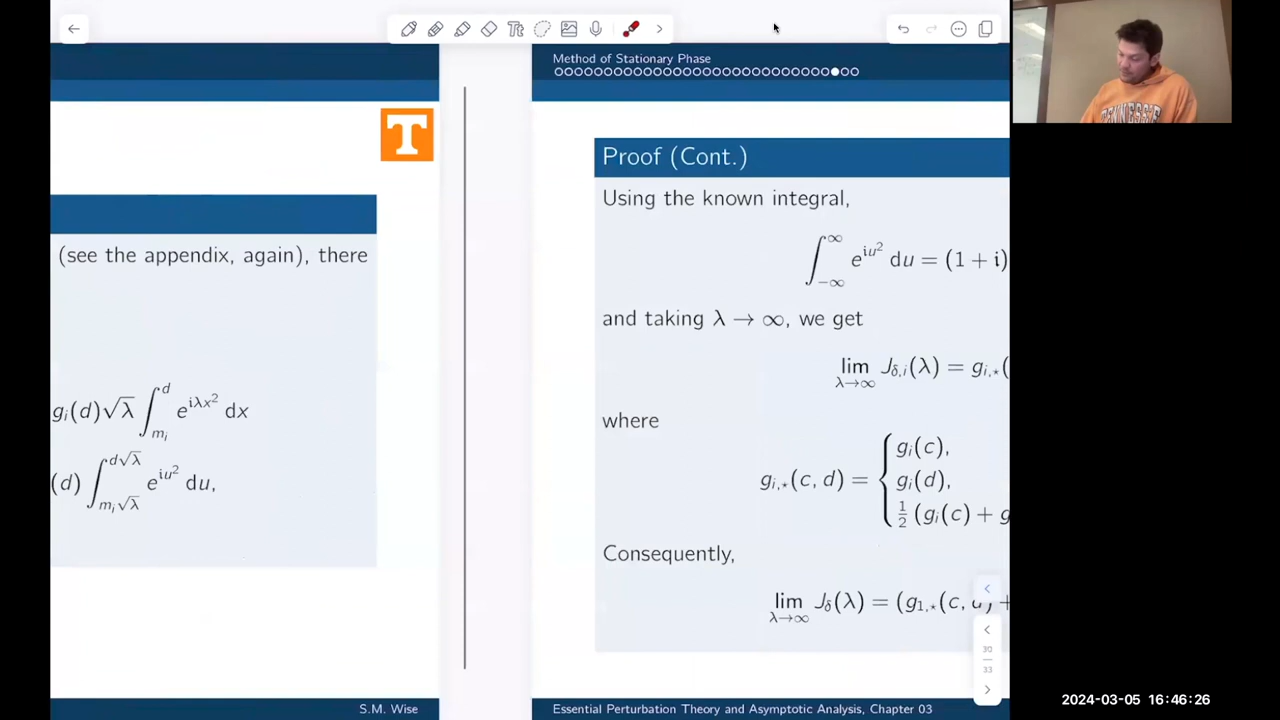 T
(see the appendix, again), there
g_i(d)√λ ∫_{m_i}^{d} e^{iλx²} dx
(d) ∫_{m_i√λ}^{d√λ} e^{iu²} du,
S.M. Wise
Method of Stationary Phase
Proof (Cont.)
Using the known integral,
∫_{-∞}^{∞} e^{iu²} du = (1 + i)
and taking λ → ∞, we get
lim_{λ→∞} J_{δ,i}(λ) = g_{i,⋆}(
where
g_{i,⋆}(c, d) = { g_i(c),
g_i(d),
½ (g_i(c) + g
Consequently,
lim_{λ→∞} J_δ(λ) = (g_{1,⋆}(c, d) +
Essential Perturbation Theory and Asymptotic Analysis, Chapter 03
30
33
TENNESSEE
2024-03-05 16:46:26